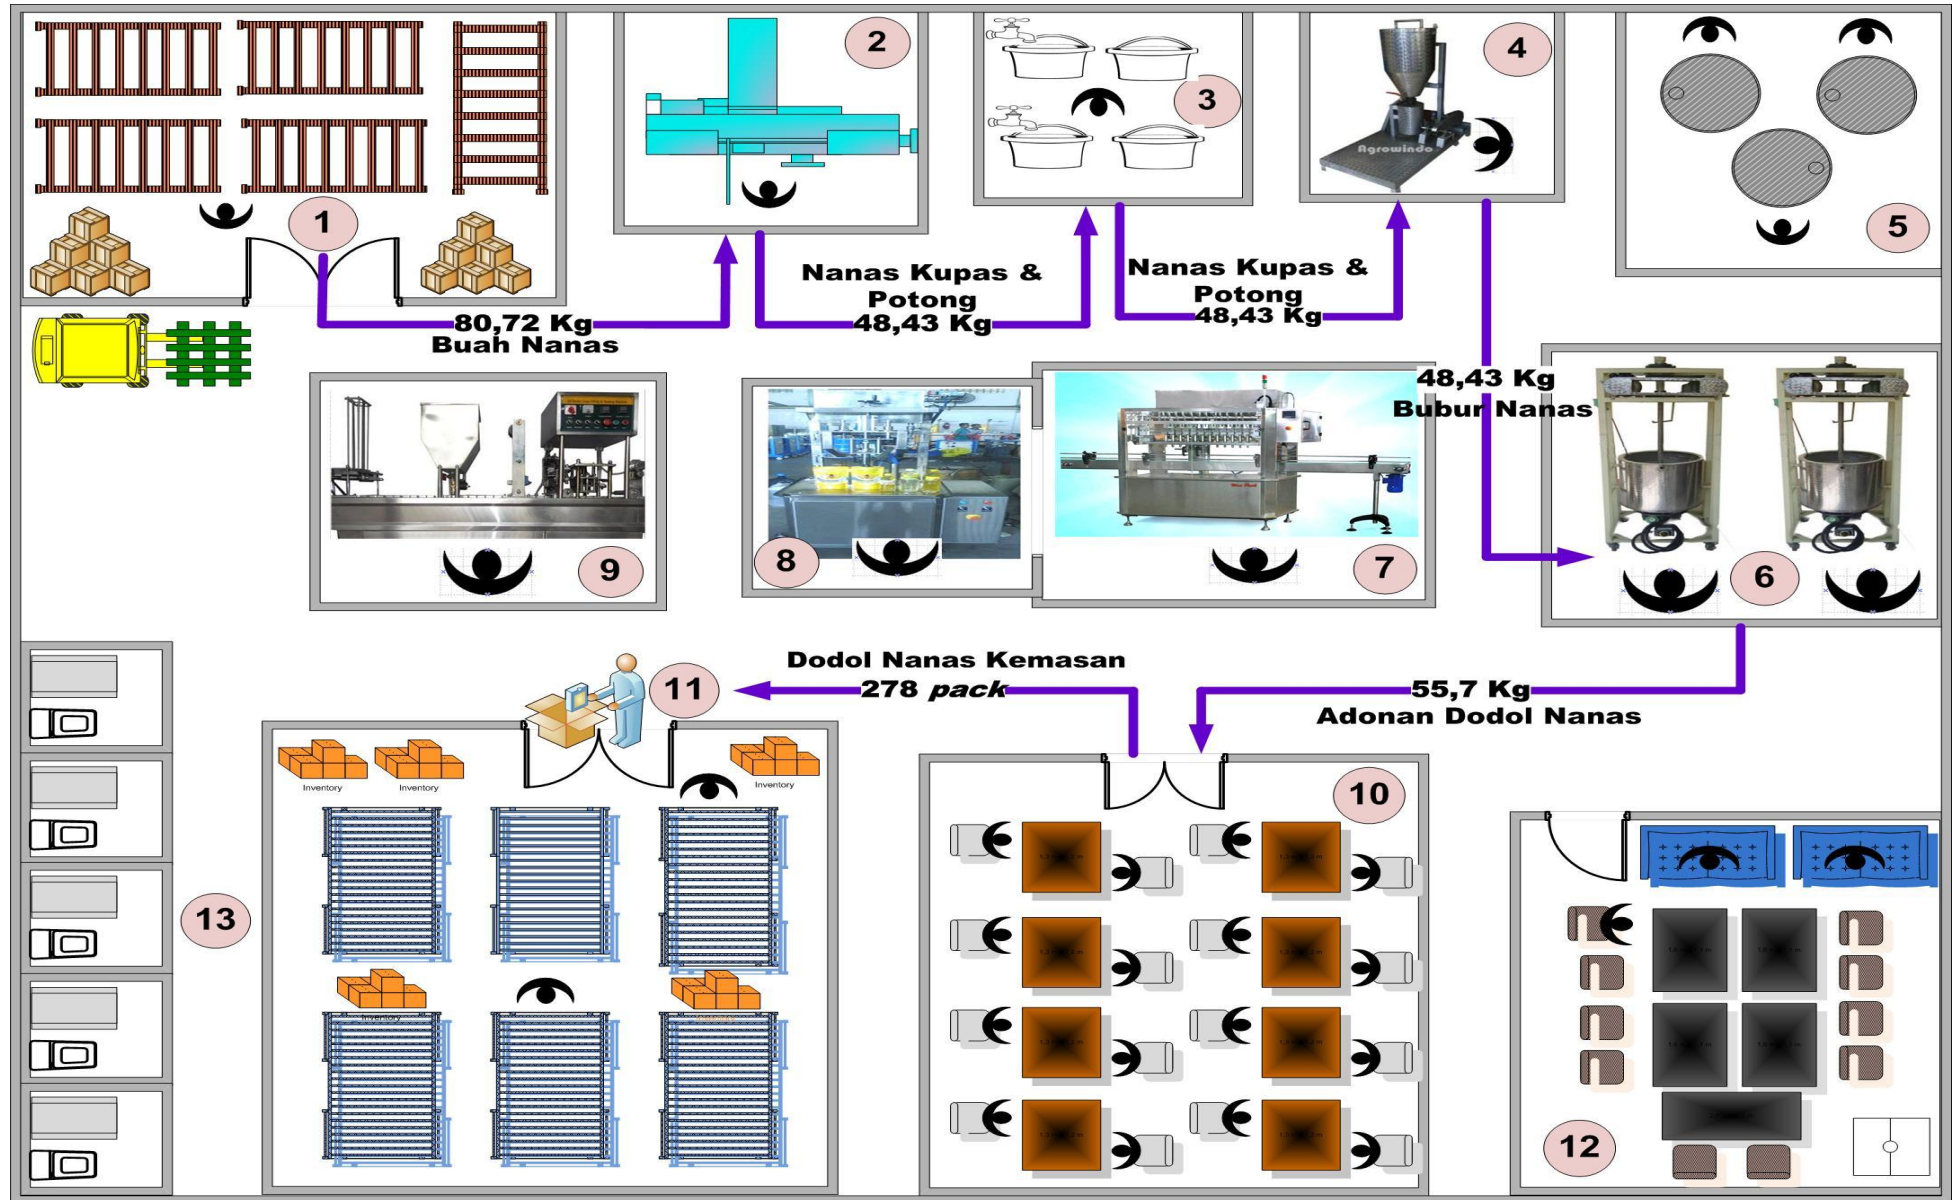 1
2
3
4
5
Agrowindo
Nanas Kupas &
Potong
48,43 Kg
Nanas Kupas &
Potong
48,43 Kg
80,72 Kg
Buah Nanas
48,43 Kg
Bubur Nanas
9
8
7
6
Dodol Nanas Kemasan
278 pack
11
55,7 Kg
Adonan Dodol Nanas
Inventory
Inventory
Inventory
10
13
Inventory
12